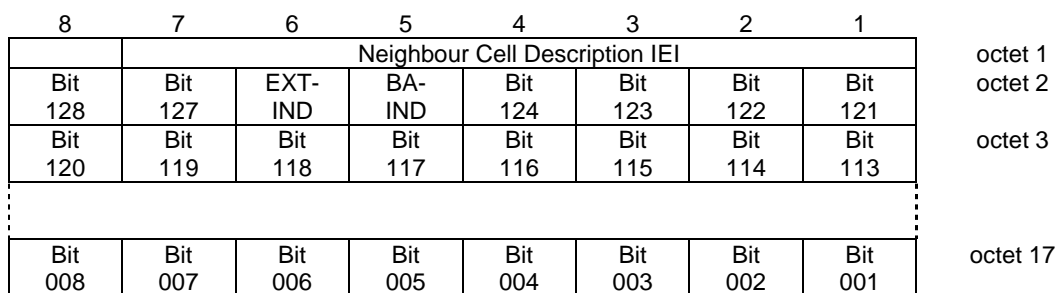 8 7 6 5 4 3 2 1
Neighbour Cell Description IEI octet 1
Bit Bit EXT- BA- Bit Bit Bit Bit octet 2
128 127 IND IND 124 123 122 121
Bit Bit Bit Bit Bit Bit Bit Bit octet 3
120 119 118 117 116 115 114 113
Bit Bit Bit Bit Bit Bit Bit Bit octet 17
008 007 006 005 004 003 002 001